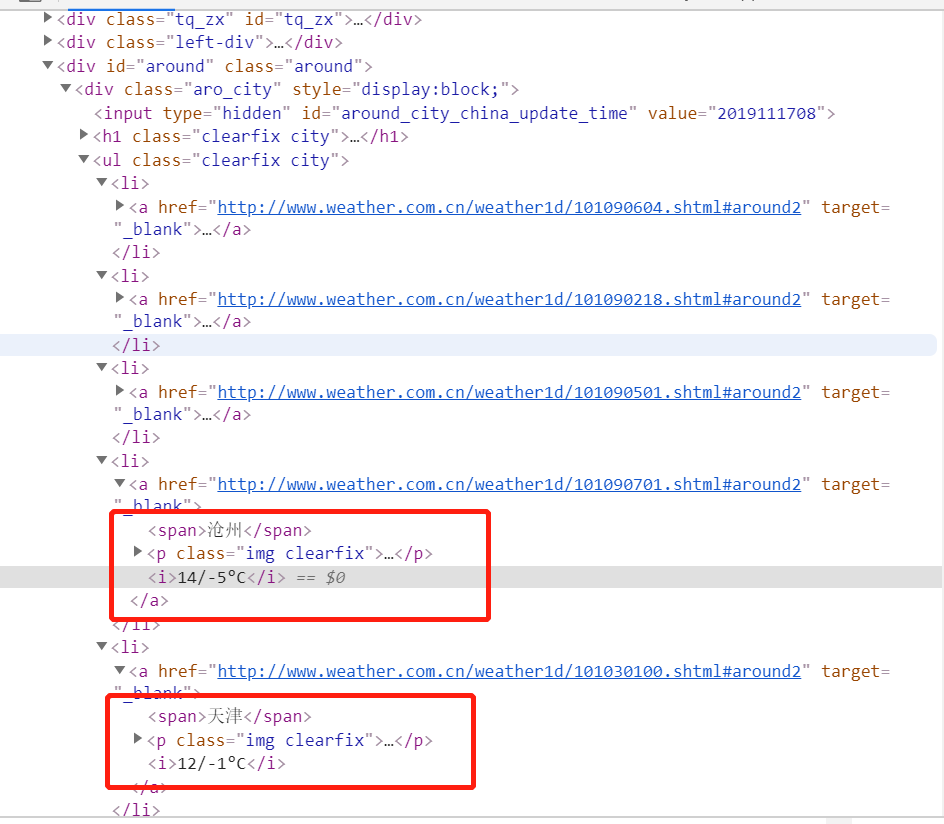 <div class="tq_zx" id="tq_zx">…</div>
<div class="left-div">…</div>
<div id="around" class="around">
<div class="aro_city" style="display:block;">
<input type="hidden" id="around_city_china_update_time" value="2019111708">
<h1 class="clearfix city">…</h1>
<ul class="clearfix city">
<li>
<a href="http://www.weather.com.cn/weather1d/101090604.shtml#around2" target=
"_blank">…</a>
</li>
<li>
<a href="http://www.weather.com.cn/weather1d/101090218.shtml#around2" target=
"_blank">…</a>
</li>
<li>
<a href="http://www.weather.com.cn/weather1d/101090501.shtml#around2" target=
"_blank">…</a>
</li>
<li>
<a href="http://www.weather.com.cn/weather1d/101090701.shtml#around2" target=
"_blank">
<span>沧州</span>
<p class="img clearfix">…</p>
<i>14/-5°C</i> == $0
</a>
</li>
<li>
<a href="http://www.weather.com.cn/weather1d/101030100.shtml#around2" target=
"_blank">
<span>天津</span>
<p class="img clearfix">…</p>
<i>12/-1°C</i>
</a>
</li>